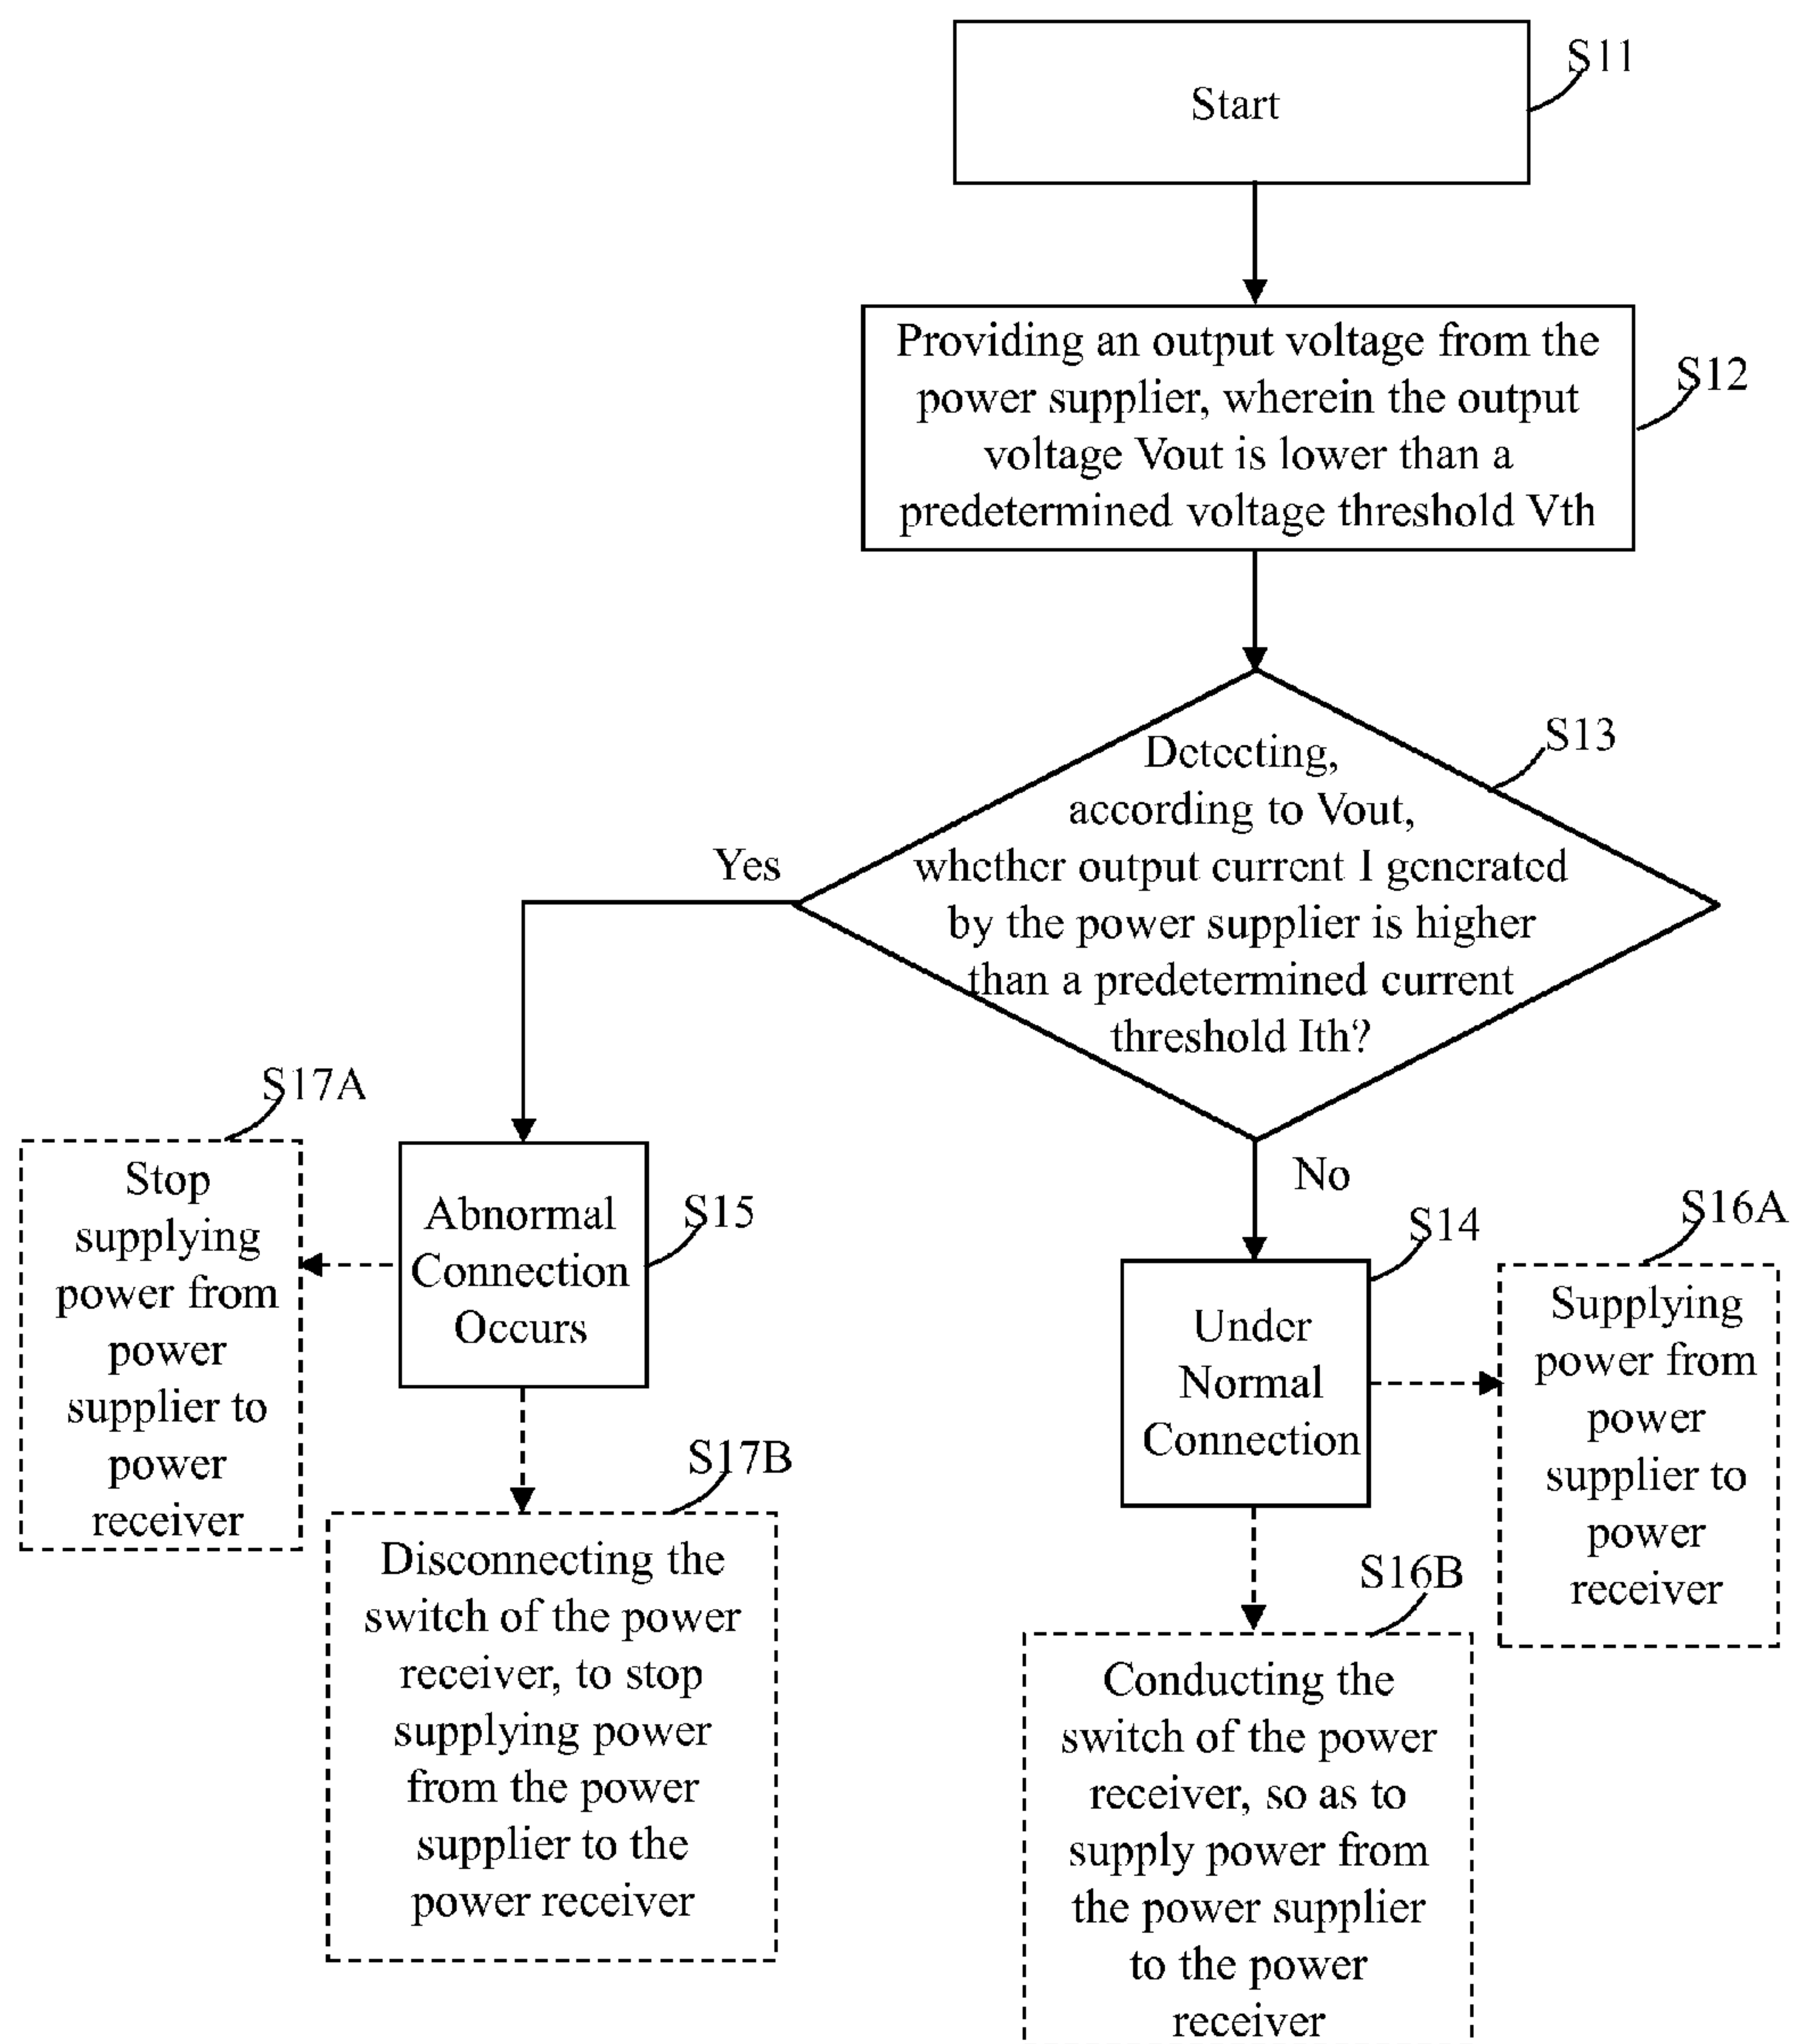 Start
S11
Providing an output voltage from the
power supplier, wherein the output
voltage Vout is lower than a
predetermined voltage threshold Vth
S12
Detecting,
according to Vout,
whether output current I generated
by the power supplier is higher
than a predetermined current
threshold Ith?
S13
Yes
No
S17A
Stop
supplying
power from
power
supplier to
power
receiver
Abnormal
Connection
Occurs
S15
S14
Under
Normal
Connection
S16A
Supplying
power from
power
supplier to
power
receiver
S17B
Disconnecting the
switch of the power
receiver, to stop
supplying power
from the power
supplier to the
power receiver
S16B
Conducting the
switch of the power
receiver, so as to
supply power from
the power supplier
to the power
receiver